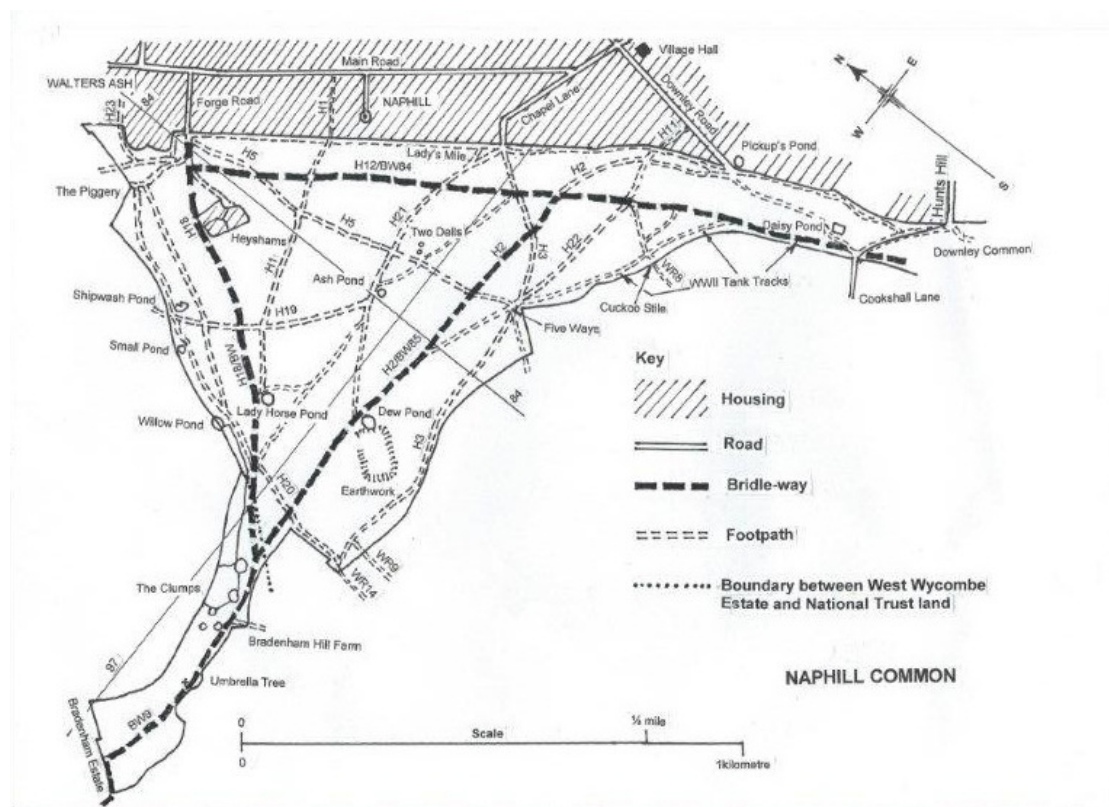 Village Hall
Main Road
WALTERS ASH
H23
84
Forge Road
H1
NAPHILL
Chapel Lane
Downley Road
H11
N
E
W
S
Pickup's Pond
Lady's Mile
H5
H12/BW84
H2
The Piggery
H18
Heyshams
H5
H21
Two Dells
H2
H3
H22
Daisy Pond
Hunts Hill
Downley Common
H1
Ash Pond
WR8
WWII Tank Tracks
Cuckoo Stile
Cookshall Lane
Shipwash Pond
H19
Five Ways
Small Pond
H18/BW
H2/BW85
84
Lady Horse Pond
Dew Pond
Willow Pond
H3
H20
Earthwork
WR9
WR14
The Clumps
Bradenham Hill Farm
97
Umbrella Tree
BW9
Bradenham Estate
Key
Housing
Road
Bridle-way
Footpath
Boundary between West Wycombe
Estate and National Trust land
NAPHILL COMMON
0
Scale
½ mile
0
1kilometre